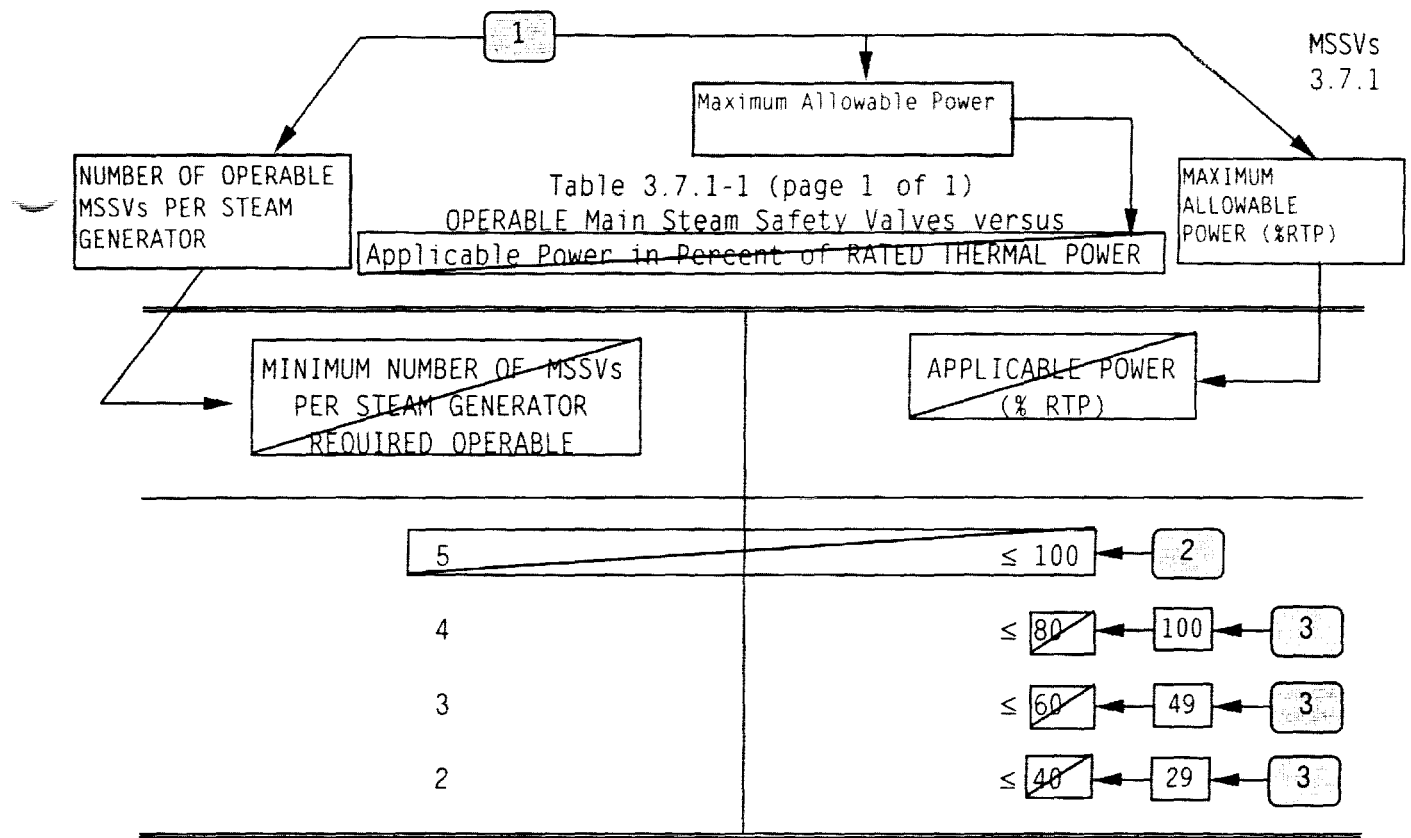 1
MSSVs
3.7.1
Maximum Allowable Power
NUMBER OF OPERABLE
MSSVs PER STEAM
GENERATOR
Table 3.7.1-1 (page 1 of 1)
OPERABLE Main Steam Safety Valves versus
Applicable Power in Percent of RATED THERMAL POWER
MAXIMUM
ALLOWABLE
POWER (%RTP)
MINIMUM NUMBER OF MSSVs
PER STEAM GENERATOR
REQUIRED OPERABLE
APPLICABLE POWER
(% RTP)
5 ≤ 100 2
4 ≤ 80 100 3
3 ≤ 60 49 3
2 ≤ 40 29 3